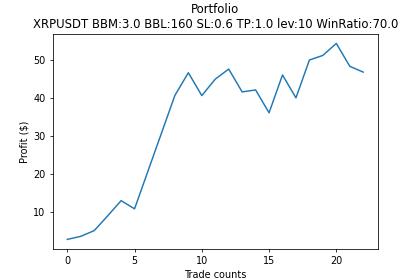 Portfolio
XRPUSDT BBM:3.0 BBL:160 SL:0.6 TP:1.0 lev:10 WinRatio:70.0
50
40
30
20
10
Profit ($)
0 5 10 15 20
Trade counts